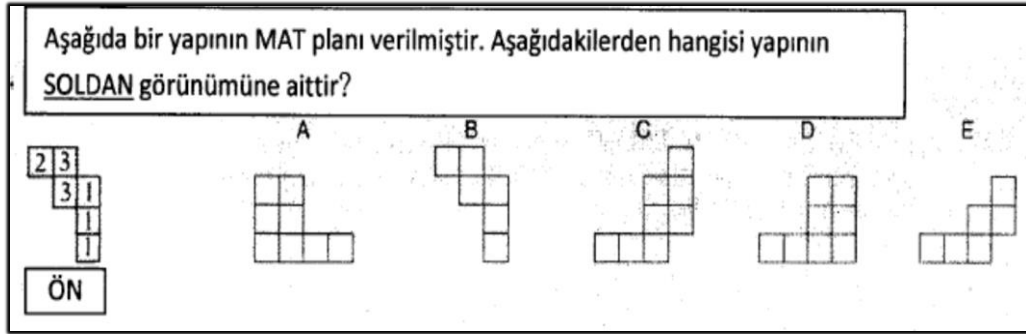 Aşağıda bir yapının MAT planı verilmiştir. Aşağıdakilerden hangisi yapının
SOLDAN görünümüne aittir?
A B C D E
2 3
3 1
1
1
ÖN